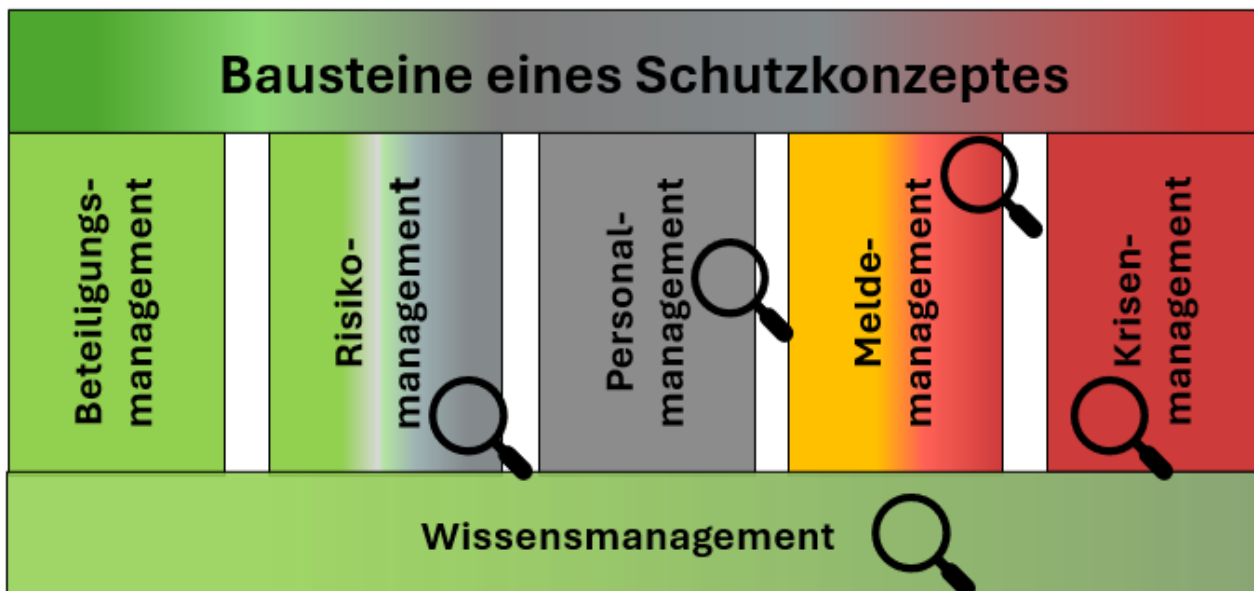 Bausteine eines Schutzkonzeptes
Beteiligungs-
management
Risiko-
management
Personal-
management
Melde-
management
Krisen-
management
Wissensmanagement